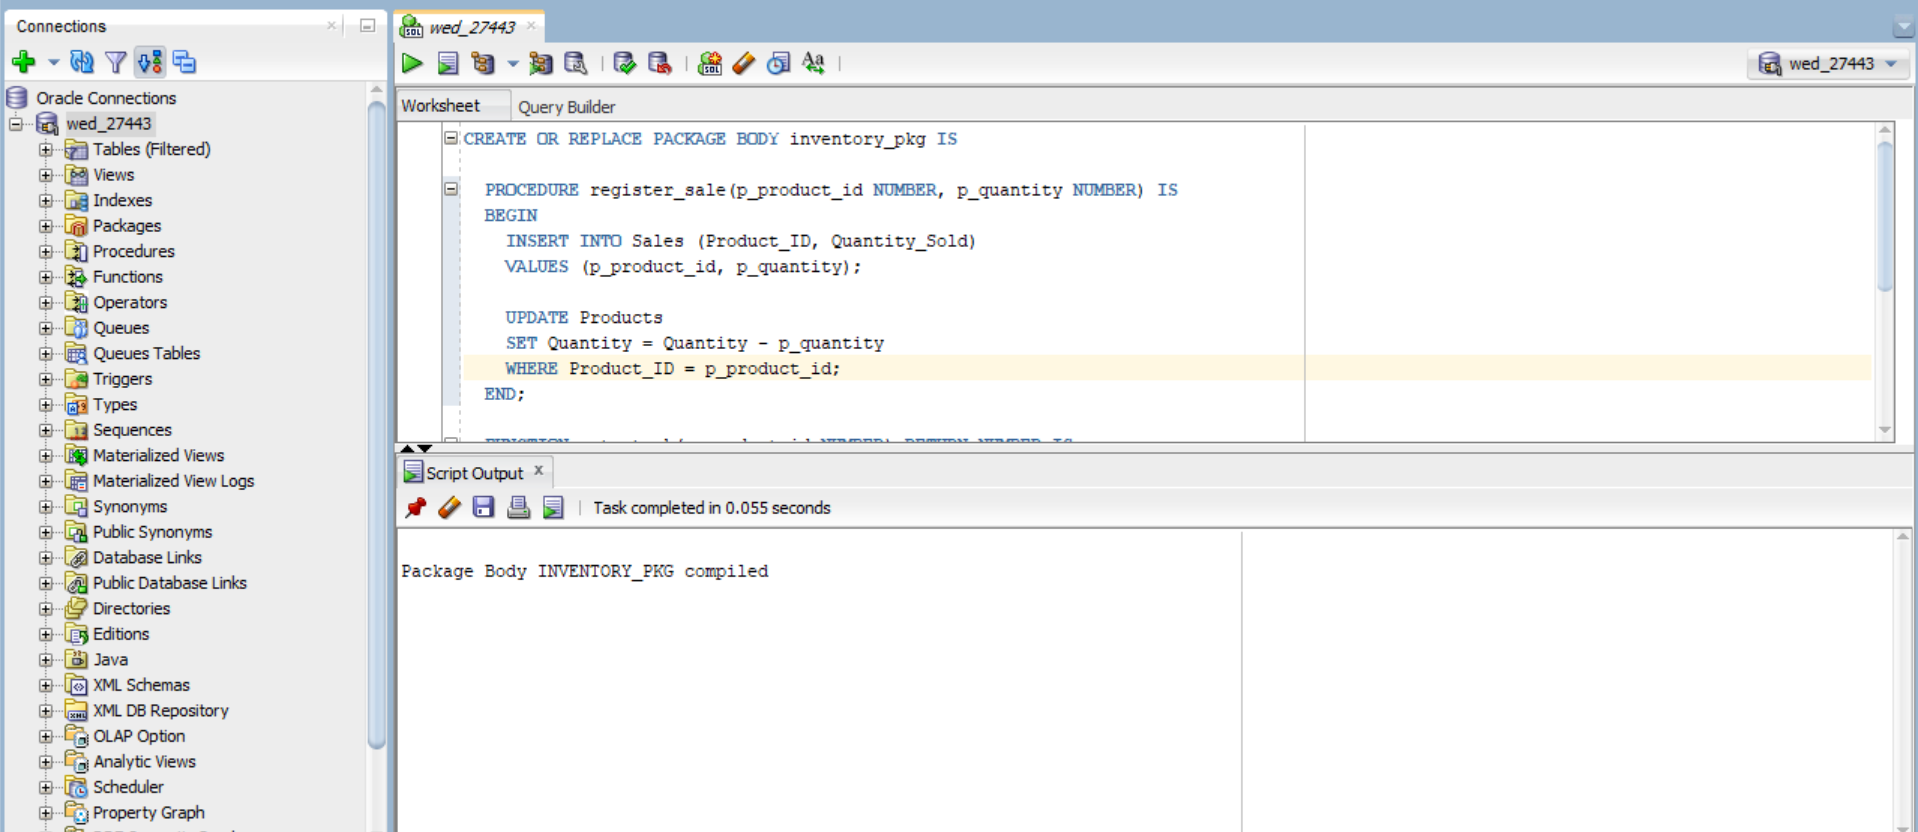 Connections
Oracle Connections
wed_27443
Tables (Filtered)
Views
Indexes
Packages
Procedures
Functions
Operators
Queues
Queues Tables
Triggers
Types
Sequences
Materialized Views
Materialized View Logs
Synonyms
Public Synonyms
Database Links
Public Database Links
Directories
Editions
Java
XML Schemas
XML DB Repository
OLAP Option
Analytic Views
Scheduler
Property Graph
wed_27443
wed_27443
Worksheet Query Builder
CREATE OR REPLACE PACKAGE BODY inventory_pkg IS
PROCEDURE register_sale(p_product_id NUMBER, p_quantity NUMBER) IS
BEGIN
INSERT INTO Sales (Product_ID, Quantity_Sold)
VALUES (p_product_id, p_quantity);
UPDATE Products
SET Quantity = Quantity - p_quantity
WHERE Product_ID = p_product_id;
END;
Script Output x
Task completed in 0.055 seconds
Package Body INVENTORY_PKG compiled